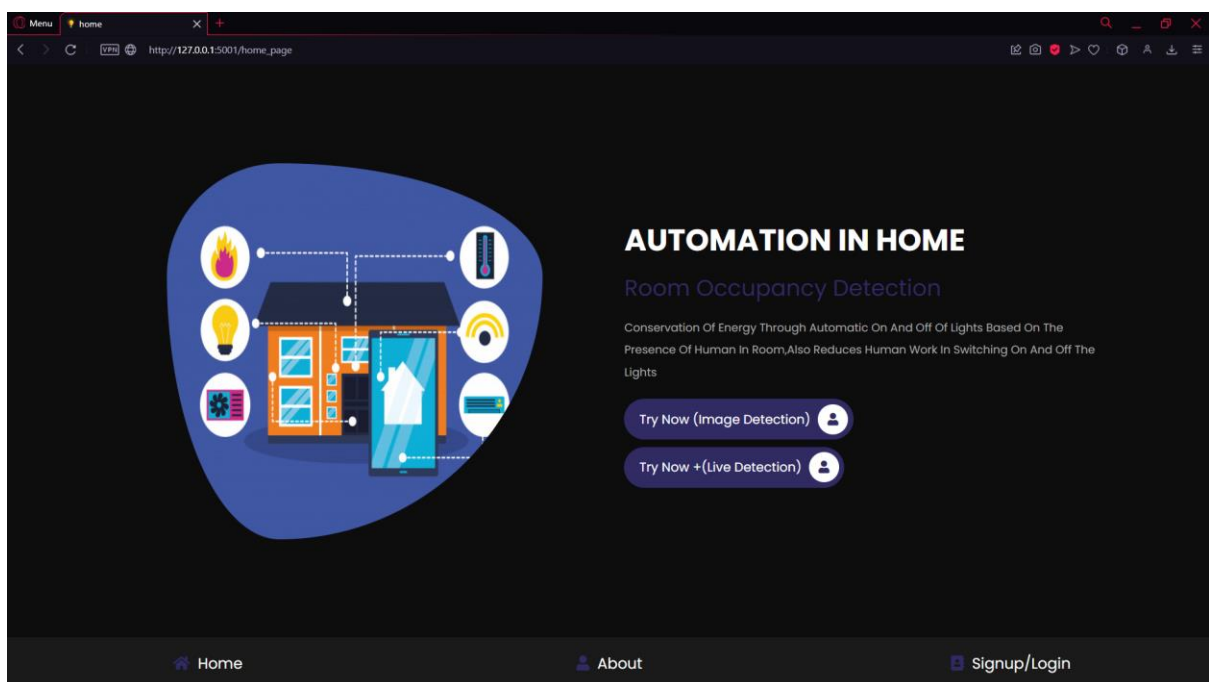 Menu
home
VPN
http://127.0.0.1:5001/home_page
AUTOMATION IN HOME
Room Occupancy Detection
Conservation Of Energy Through Automatic On And Off Of Lights Based On The
Presence Of Human In Room,Also Reduces Human Work In Switching On And Off The
Lights
Try Now (Image Detection)
Try Now +(Live Detection)
Home
About
Signup/Login